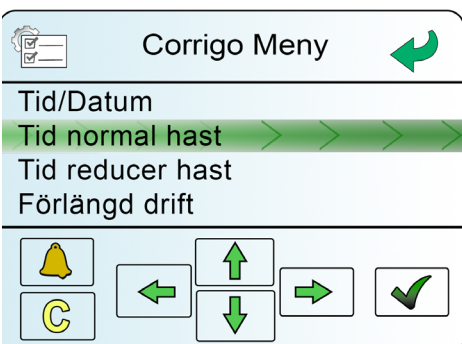 Corrigo Meny
Tid/Datum
Tid normal hast
Tid reducer hast
Förlängd drift
C